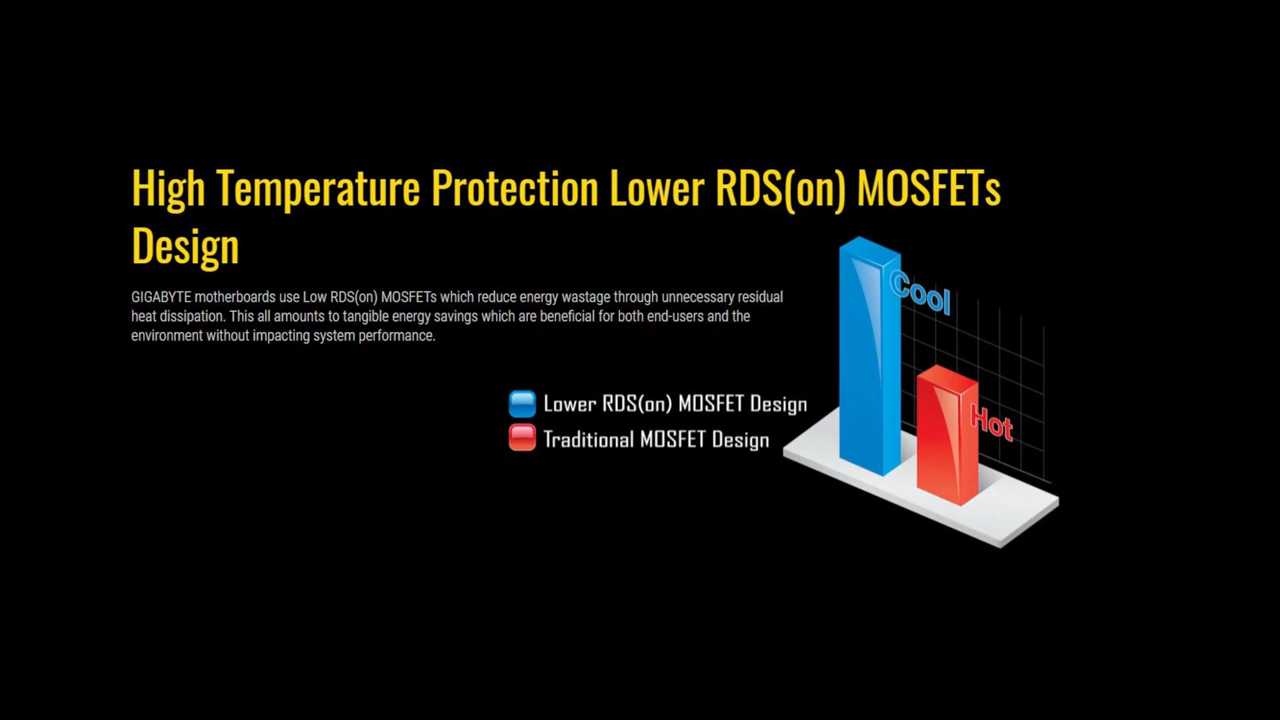 High Temperature Protection Lower RDS(on) MOSFETs
Design
GIGABYTE motherboards use Low RDS(on) MOSFETs which reduce energy wastage through unnecessary residual
heat dissipation. This all amounts to tangible energy savings which are beneficial for both end-users and the
environment without impacting system performance.
Cool
Lower RDS(on) MOSFET Design
Hot
Traditional MOSFET Design